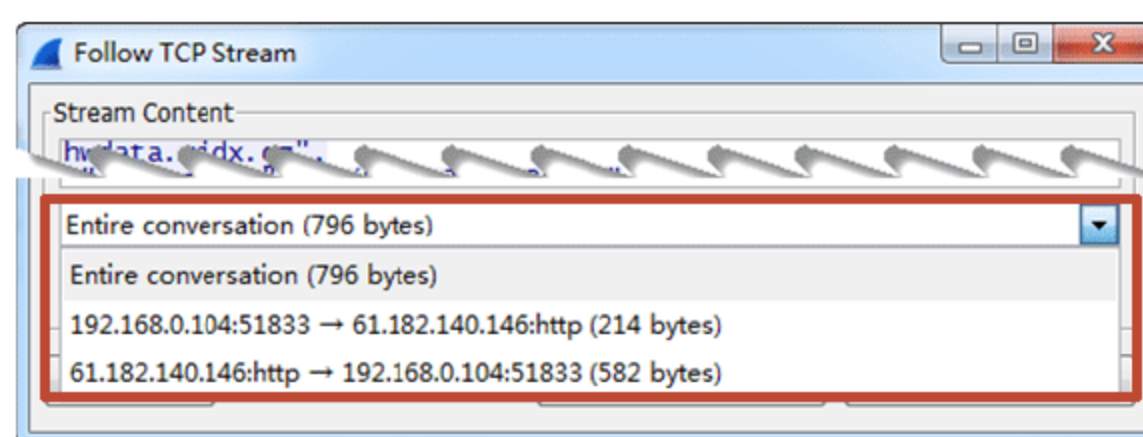 Follow TCP Stream
Stream Content
Entire conversation (796 bytes)
Entire conversation (796 bytes)
192.168.0.104:51833 → 61.182.140.146:http (214 bytes)
61.182.140.146:http → 192.168.0.104:51833 (582 bytes)